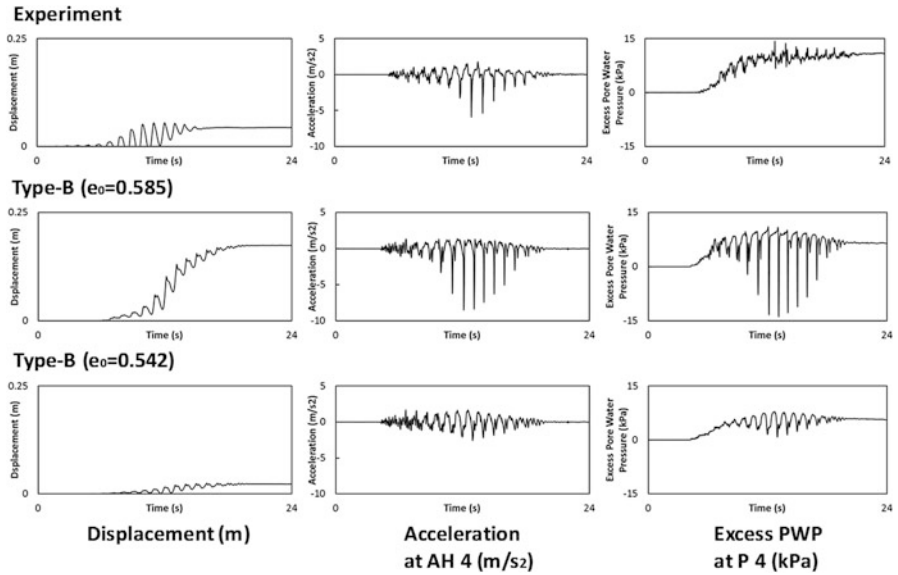 Experiment
0.25
Dsplacement (m)
0
0
Time (s)
24
5
0
-5
-10
Acceleration (m/s2)
0
Time (s)
24
15
0
-15
Excess Pore Water
Pressure (kPa)
0
Time (s)
24
Type-B (e0=0.585)
0.25
Dsplacement (m)
0
0
Time (s)
24
5
0
-5
-10
Acceleration (m/s2)
0
Time (s)
24
15
0
-15
Excess Pore Water
Pressure (kPa)
0
Time (s)
24
Type-B (e0=0.542)
0.25
Dsplacement (m)
0
0
Time (s)
24
5
0
-5
-10
Acceleration (m/s2)
0
Time (s)
24
15
0
-15
Excess Pore Water
Pressure (kPa)
0
Time (s)
24
Displacement (m)
Acceleration
at AH 4 (m/s2)
Excess PWP
at P 4 (kPa)